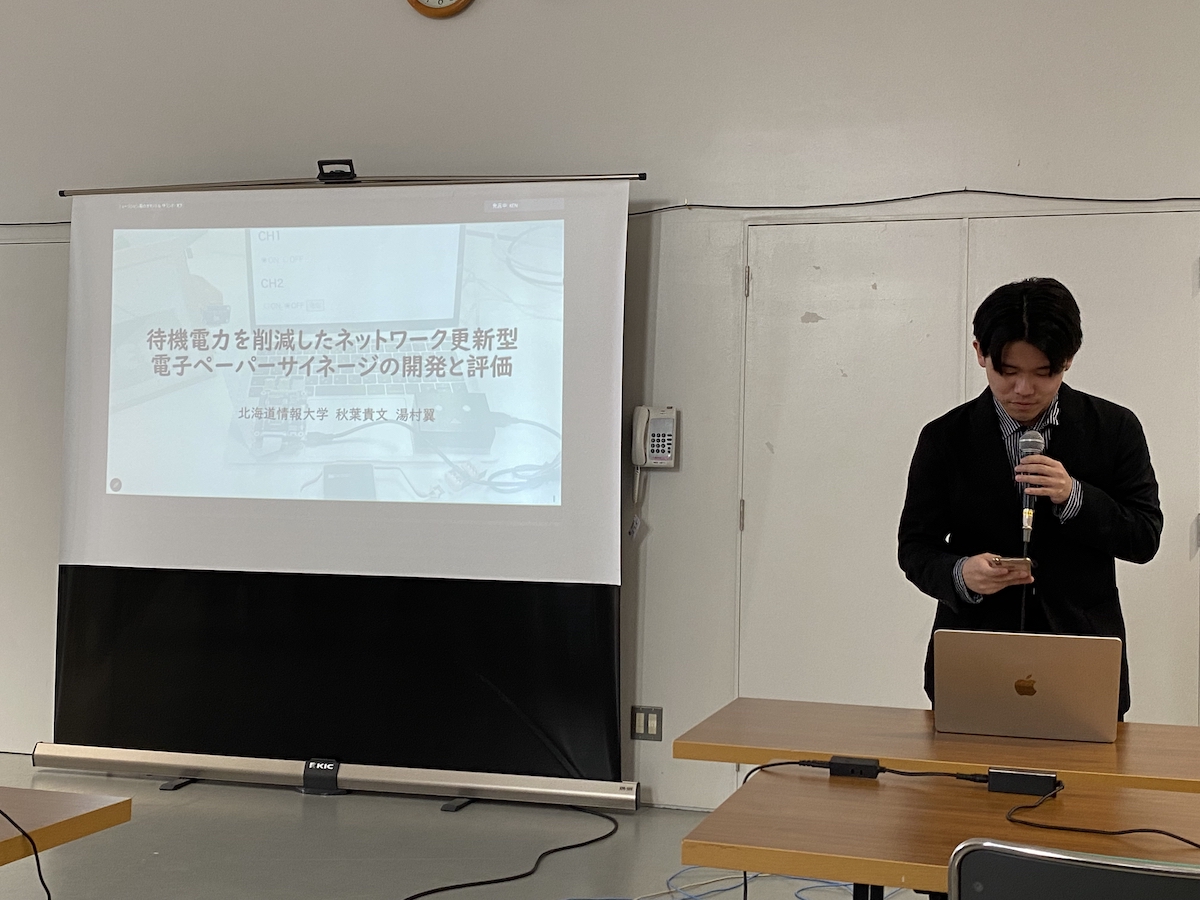 CH1
CH2
待機電力を削減したネットワーク更新型
電子ペーパーサイネージの開発と評価
北海道情報大学 秋葉貴文 湯村翼
KIC